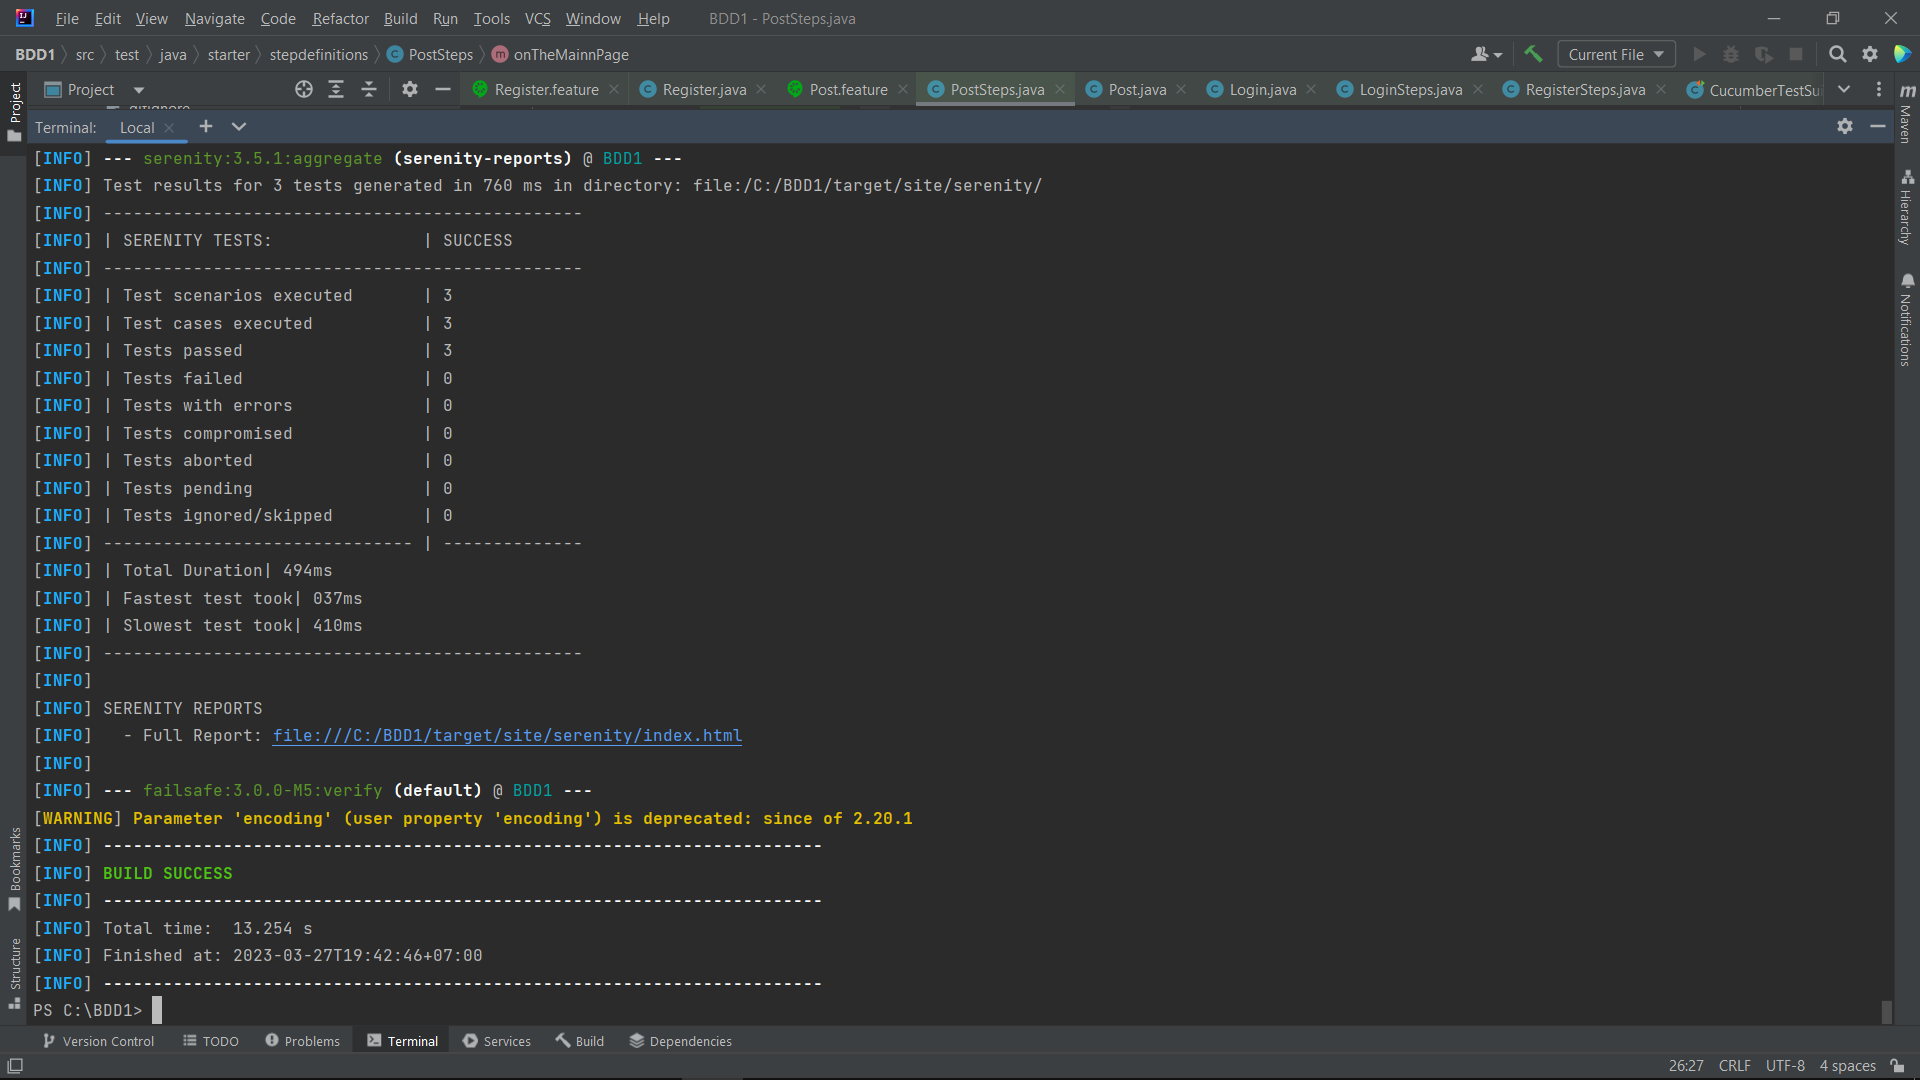 File Edit View Navigate Code Refactor Build Run Tools VCS Window Help BDD1 - PostSteps.java
BDD1 src test java starter stepdefinitions PostSteps onTheMainnPage Current File
Project Register.feature Register.java Post.feature PostSteps.java Post.java Login.java LoginSteps.java RegisterSteps.java CucumberTestSu
.gitignore
Terminal: Local
[INFO] --- serenity:3.5.1:aggregate (serenity-reports) @ BDD1 ---
[INFO] Test results for 3 tests generated in 760 ms in directory: file:/C:/BDD1/target/site/serenity/
[INFO] ------------------------------------------------
[INFO] | SERENITY TESTS:               | SUCCESS
[INFO] ------------------------------------------------
[INFO] | Test scenarios executed       | 3
[INFO] | Test cases executed           | 3
[INFO] | Tests passed                  | 3
[INFO] | Tests failed                  | 0
[INFO] | Tests with errors             | 0
[INFO] | Tests compromised             | 0
[INFO] | Tests aborted                 | 0
[INFO] | Tests pending                 | 0
[INFO] | Tests ignored/skipped         | 0
[INFO] ------------------------------- | --------------
[INFO] | Total Duration| 494ms
[INFO] | Fastest test took| 037ms
[INFO] | Slowest test took| 410ms
[INFO] ------------------------------------------------
[INFO]
[INFO] SERENITY REPORTS
[INFO]   - Full Report: file:///C:/BDD1/target/site/serenity/index.html
[INFO]
[INFO] --- failsafe:3.0.0-M5:verify (default) @ BDD1 ---
[WARNING] Parameter 'encoding' (user property 'encoding') is deprecated: since of 2.20.1
[INFO] ------------------------------------------------------------------------
[INFO] BUILD SUCCESS
[INFO] ------------------------------------------------------------------------
[INFO] Total time:  13.254 s
[INFO] Finished at: 2023-03-27T19:42:46+07:00
[INFO] ------------------------------------------------------------------------
PS C:\BDD1>
Project
Bookmarks
Structure
m Maven
Hierarchy
Notifications
Version Control TODO Problems Terminal Services Build Dependencies
26:27 CRLF UTF-8 4 spaces